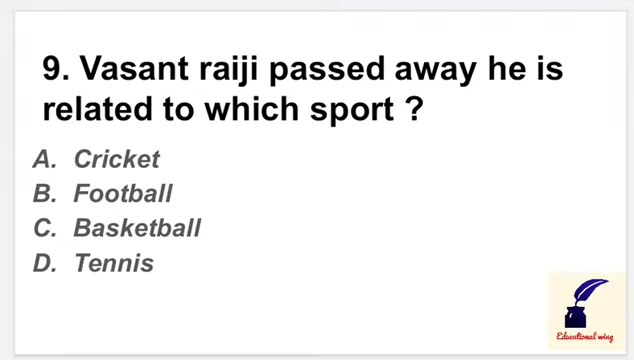 9. Vasant raiji passed away he is
related to which sport ?
A. Cricket
B. Football
C. Basketball
D. Tennis
Educational wing